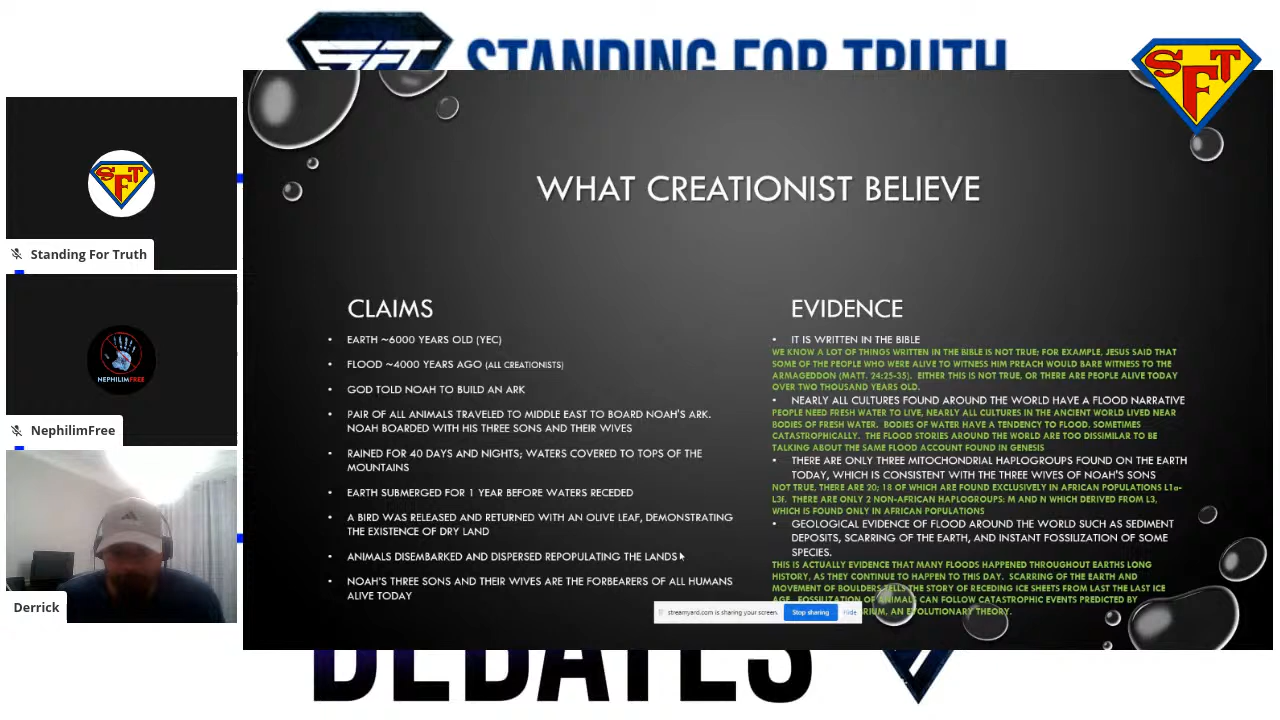 SFT
STANDING FOR TRUTH
SFT
WHAT CREATIONIST BELIEVE
SFT
Standing For Truth
NEPHILIMFREE
NephilimFree
Derrick
CLAIMS
• EARTH ~6000 YEARS OLD (YEC)
• FLOOD ~4000 YEARS AGO (ALL CREATIONISTS)
• GOD TOLD NOAH TO BUILD AN ARK
• PAIR OF ALL ANIMALS TRAVELED TO MIDDLE EAST TO BOARD NOAH'S ARK.
NOAH BOARDED WITH HIS THREE SONS AND THEIR WIVES
• RAINED FOR 40 DAYS AND NIGHTS; WATERS COVERED TO TOPS OF THE
MOUNTAINS
• EARTH SUBMERGED FOR 1 YEAR BEFORE WATERS RECEDED
• A BIRD WAS RELEASED AND RETURNED WITH AN OLIVE LEAF, DEMONSTRATING
THE EXISTENCE OF DRY LAND
• ANIMALS DISEMBARKED AND DISPERSED REPOPULATING THE LANDS
• NOAH'S THREE SONS AND THEIR WIVES ARE THE FORBEARERS OF ALL HUMANS
ALIVE TODAY
EVIDENCE
• IT IS WRITTEN IN THE BIBLE
WE KNOW A LOT OF THINGS WRITTEN IN THE BIBLE IS NOT TRUE; FOR EXAMPLE, JESUS SAID THAT
SOME OF THE PEOPLE WHO WERE ALIVE TO WITNESS HIM PREACH WOULD BARE WITNESS TO THE
ARMAGEDDON (MATT. 24:25-35). EITHER THIS IS NOT TRUE, OR THERE ARE PEOPLE ALIVE TODAY
OVER TWO THOUSAND YEARS OLD.
• NEARLY ALL CULTURES FOUND AROUND THE WORLD HAVE A FLOOD NARRATIVE
PEOPLE NEED FRESH WATER TO LIVE, NEARLY ALL CULTURES IN THE ANCIENT WORLD LIVED NEAR
BODIES OF FRESH WATER. BODIES OF WATER HAVE A TENDENCY TO FLOOD. SOMETIMES
CATASTROPHICALLY. THE FLOOD STORIES AROUND THE WORLD ARE TOO DISSIMILAR TO BE
TALKING ABOUT THE SAME FLOOD ACCOUNT FOUND IN GENESIS
• THERE ARE ONLY THREE MITOCHONDRIAL HAPLOGROUPS FOUND ON THE EARTH
TODAY, WHICH IS CONSISTENT WITH THE THREE WIVES OF NOAH'S SONS
NOT TRUE, THERE ARE 20; 18 OF WHICH ARE FOUND EXCLUSIVELY IN AFRICAN POPULATIONS L1a-
L3f. THERE ARE ONLY 2 NON-AFRICAN HAPLOGROUPS: M AND N WHICH DERIVED FROM L3,
WHICH IS FOUND ONLY IN AFRICAN POPULATIONS
• GEOLOGICAL EVIDENCE OF FLOOD AROUND THE WORLD SUCH AS SEDIMENT
DEPOSITS, SCARRING OF THE EARTH, AND INSTANT FOSSILIZATION OF SOME
SPECIES.
THIS IS ACTUALLY EVIDENCE THAT MANY FLOODS HAPPENED THROUGHOUT EARTHS LONG
HISTORY, AS THEY CONTINUE TO HAPPEN TO THIS DAY. SCARRING OF THE EARTH AND
MOVEMENT OF BOULDERS TELLS THE STORY OF RECEDING ICE SHEETS FROM LAST THE LAST ICE
AGE. FOSSILIZATION OF ANIMALS CAN FOLLOW CATASTROPHIC EVENTS PREDICTED BY
AN EVOLUTIONARY THEORY.
streamyard.com is sharing your screen.
Stop sharing
Hide
DEBATES